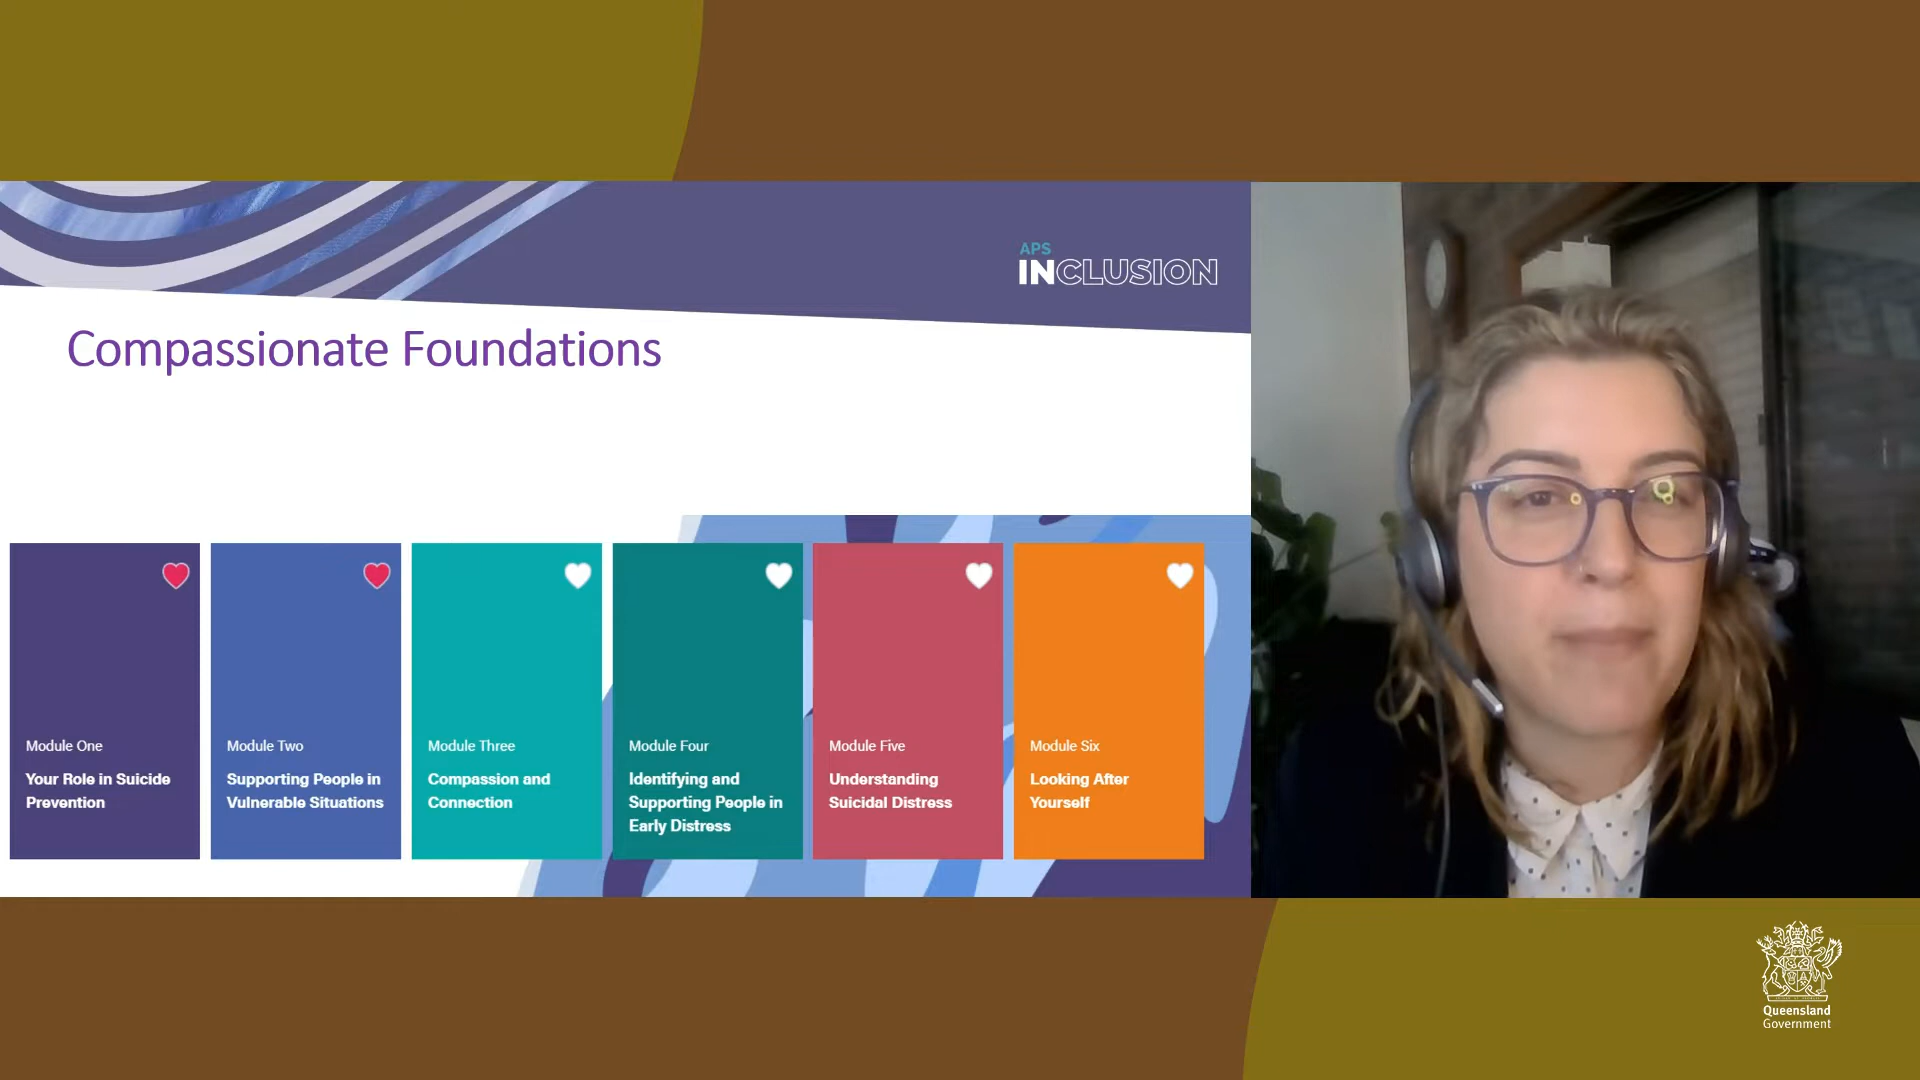 APS
INCLUSION
Compassionate Foundations
Module One
Your Role in Suicide
Prevention
Module Two
Supporting People in
Vulnerable Situations
Module Three
Compassion and
Connection
Module Four
Identifying and
Supporting People in
Early Distress
Module Five
Understanding
Suicidal Distress
Module Six
Looking After
Yourself
Queensland
Government